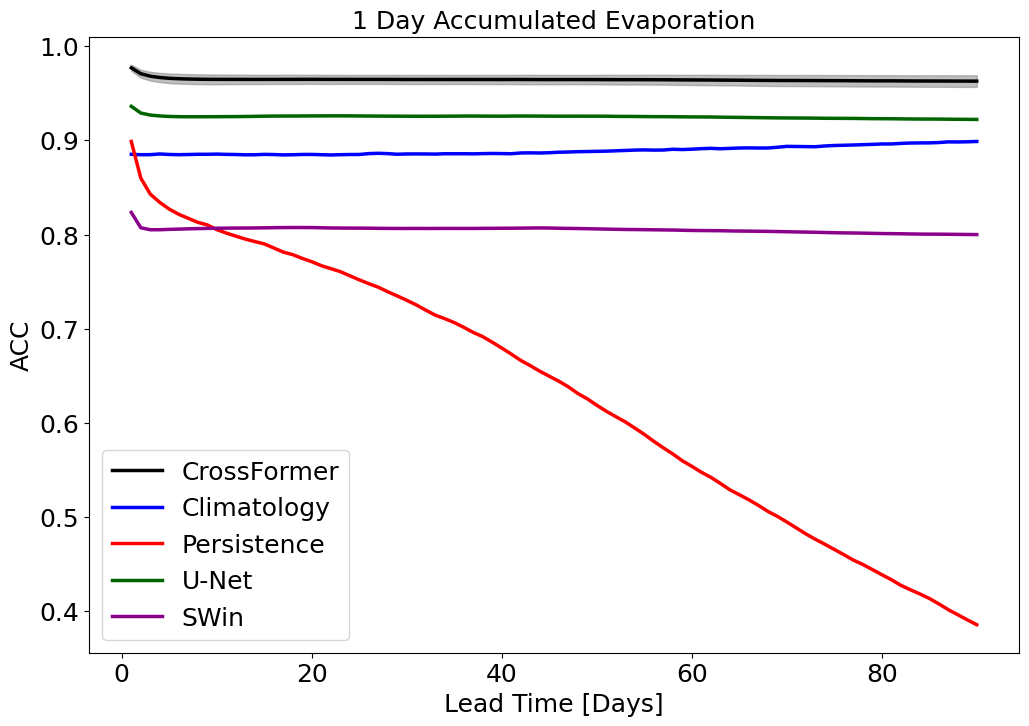 1 Day Accumulated Evaporation
1.0
0.9
0.8
0.7
0.6
0.5
0.4
ACC
CrossFormer
Climatology
Persistence
U-Net
SWin
0 20 40 60 80
Lead Time [Days]